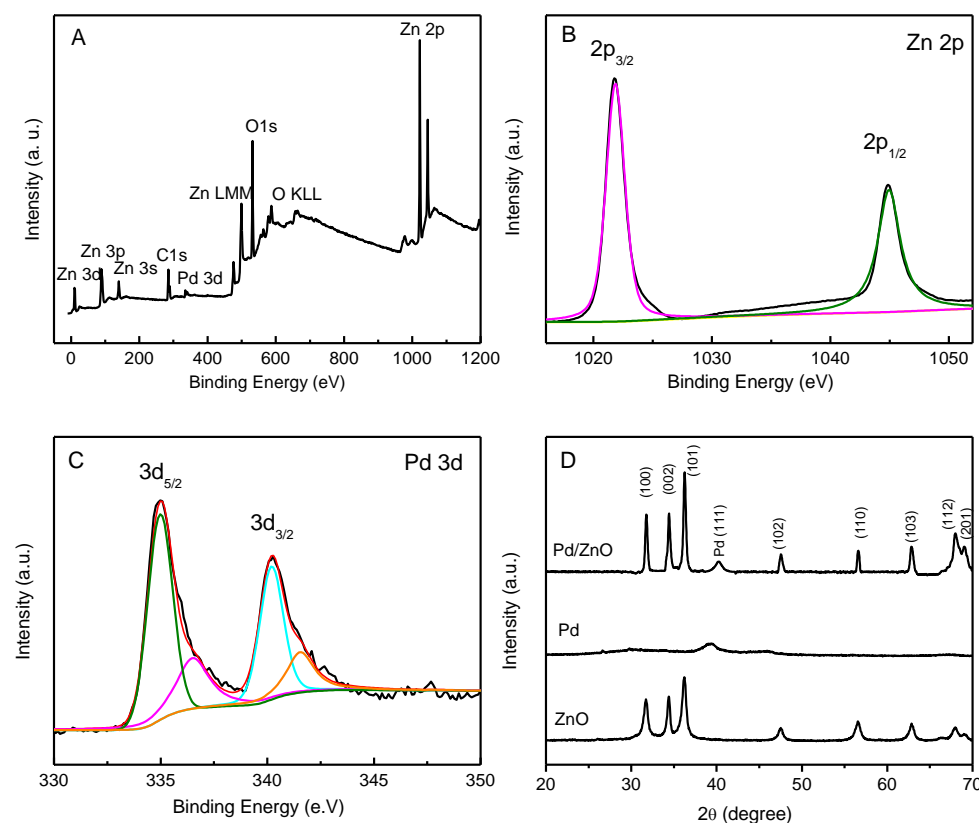 A
Zn 2p
O1s
Zn LMM
O KLL
Zn 3p
C1s
Zn 3s
Pd 3d
Zn 3d
Intensity (a. u.)
0 200 400 600 800 1000 1200
Binding Energy (eV)
B
Zn 2p
2p3/2
2p1/2
Intensity (a. u.)
1020 1030 1040 1050
Binding Energy (eV)
C
Pd 3d
3d5/2
3d3/2
Intensity (a.u.)
330 335 340 345 350
Binding Energy (e.V)
D
(100)
(002)
(101)
Pd (111)
(102)
(110)
(103)
(112)
(201)
Pd/ZnO
Pd
ZnO
Intensity (a.u.)
20 30 40 50 60 70
2θ (degree)